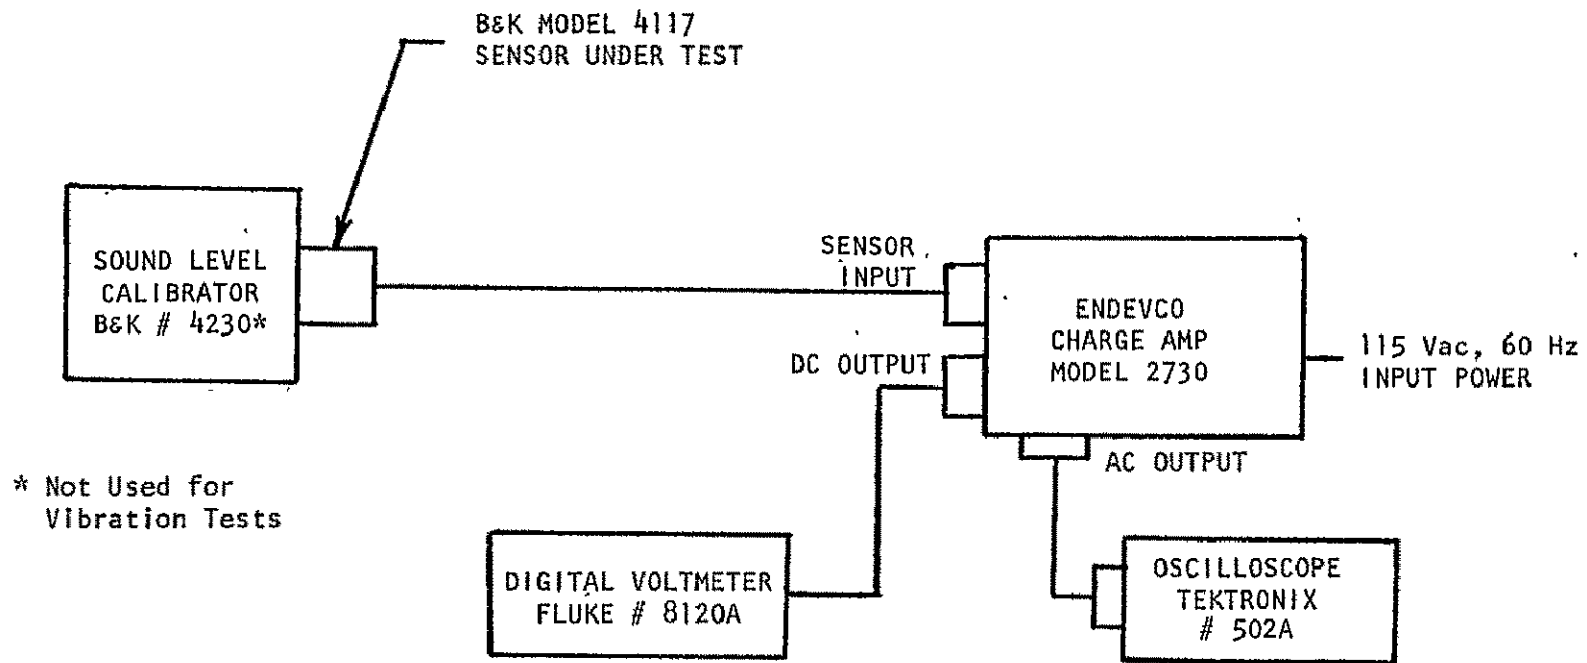 B&K MODEL 4117
SENSOR UNDER TEST
SOUND LEVEL
CALIBRATOR
B&K # 4230*
SENSOR
INPUT
ENDEVCO
CHARGE AMP
MODEL 2730
115 Vac, 60 Hz
INPUT POWER
DC OUTPUT
AC OUTPUT
* Not Used for
Vibration Tests
DIGITAL VOLTMETER
FLUKE # 8120A
OSCILLOSCOPE
TEKTRONIX
# 502A